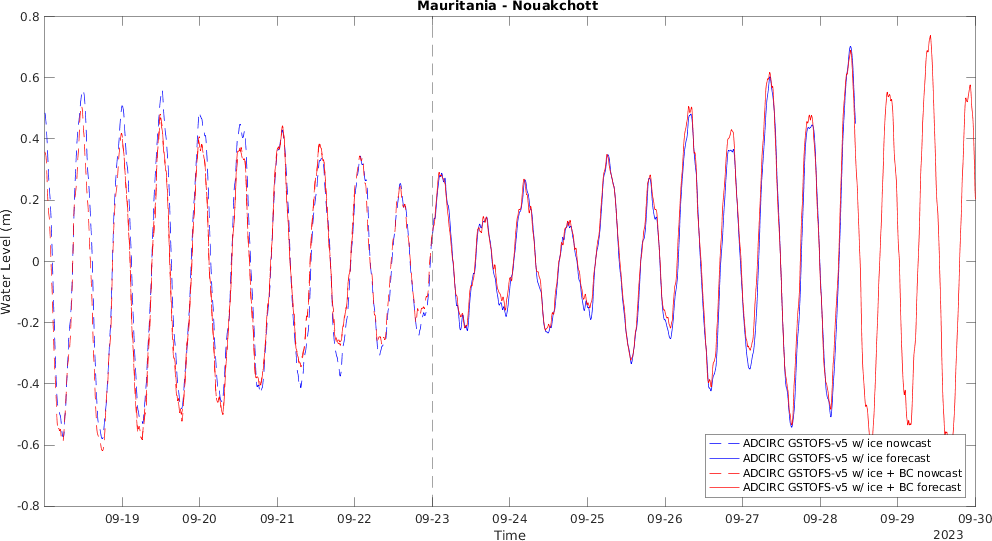 Mauritania - Nouakchott
0.8
0.6
0.4
0.2
0
-0.2
-0.4
-0.6
-0.8
Water Level (m)
ADCIRC GSTOFS-v5 w/ ice nowcast
ADCIRC GSTOFS-v5 w/ ice forecast
ADCIRC GSTOFS-v5 w/ ice + BC nowcast
ADCIRC GSTOFS-v5 w/ ice + BC forecast
09-19 09-20 09-21 09-22 09-23 09-24 09-25 09-26 09-27 09-28 09-29 09-30
Time
2023